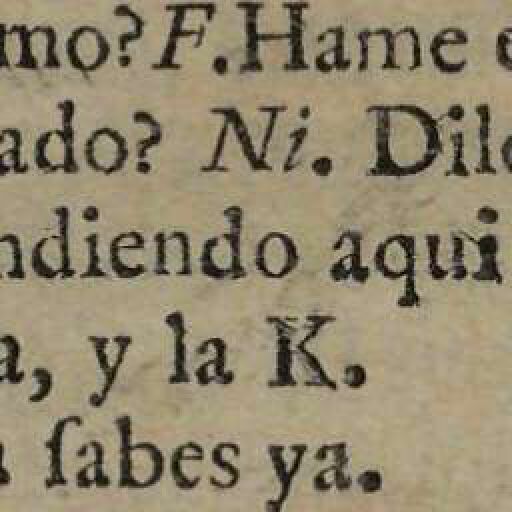 mo? F. Hame
ado? Ni. Dil
ndiendo aqui
a, y la K.
ſabes ya.